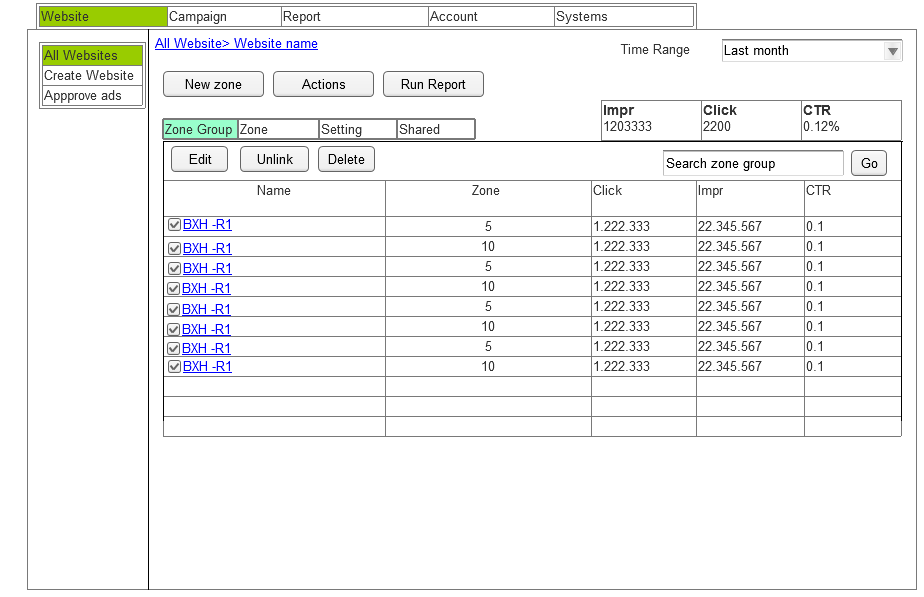 Website Campaign Report Account Systems
All Website> Website name
Time Range Last month
All Websites
Create Website
Appprove ads
New zone Actions Run Report
Impr Click CTR
1203333 2200 0.12%
Zone Group Zone Setting Shared
Edit Unlink Delete Search zone group Go
Name Zone Click Impr CTR
BXH -R1 5 1.222.333 22.345.567 0.1
BXH -R1 10 1.222.333 22.345.567 0.1
BXH -R1 5 1.222.333 22.345.567 0.1
BXH -R1 10 1.222.333 22.345.567 0.1
BXH -R1 5 1.222.333 22.345.567 0.1
BXH -R1 10 1.222.333 22.345.567 0.1
BXH -R1 5 1.222.333 22.345.567 0.1
BXH -R1 10 1.222.333 22.345.567 0.1